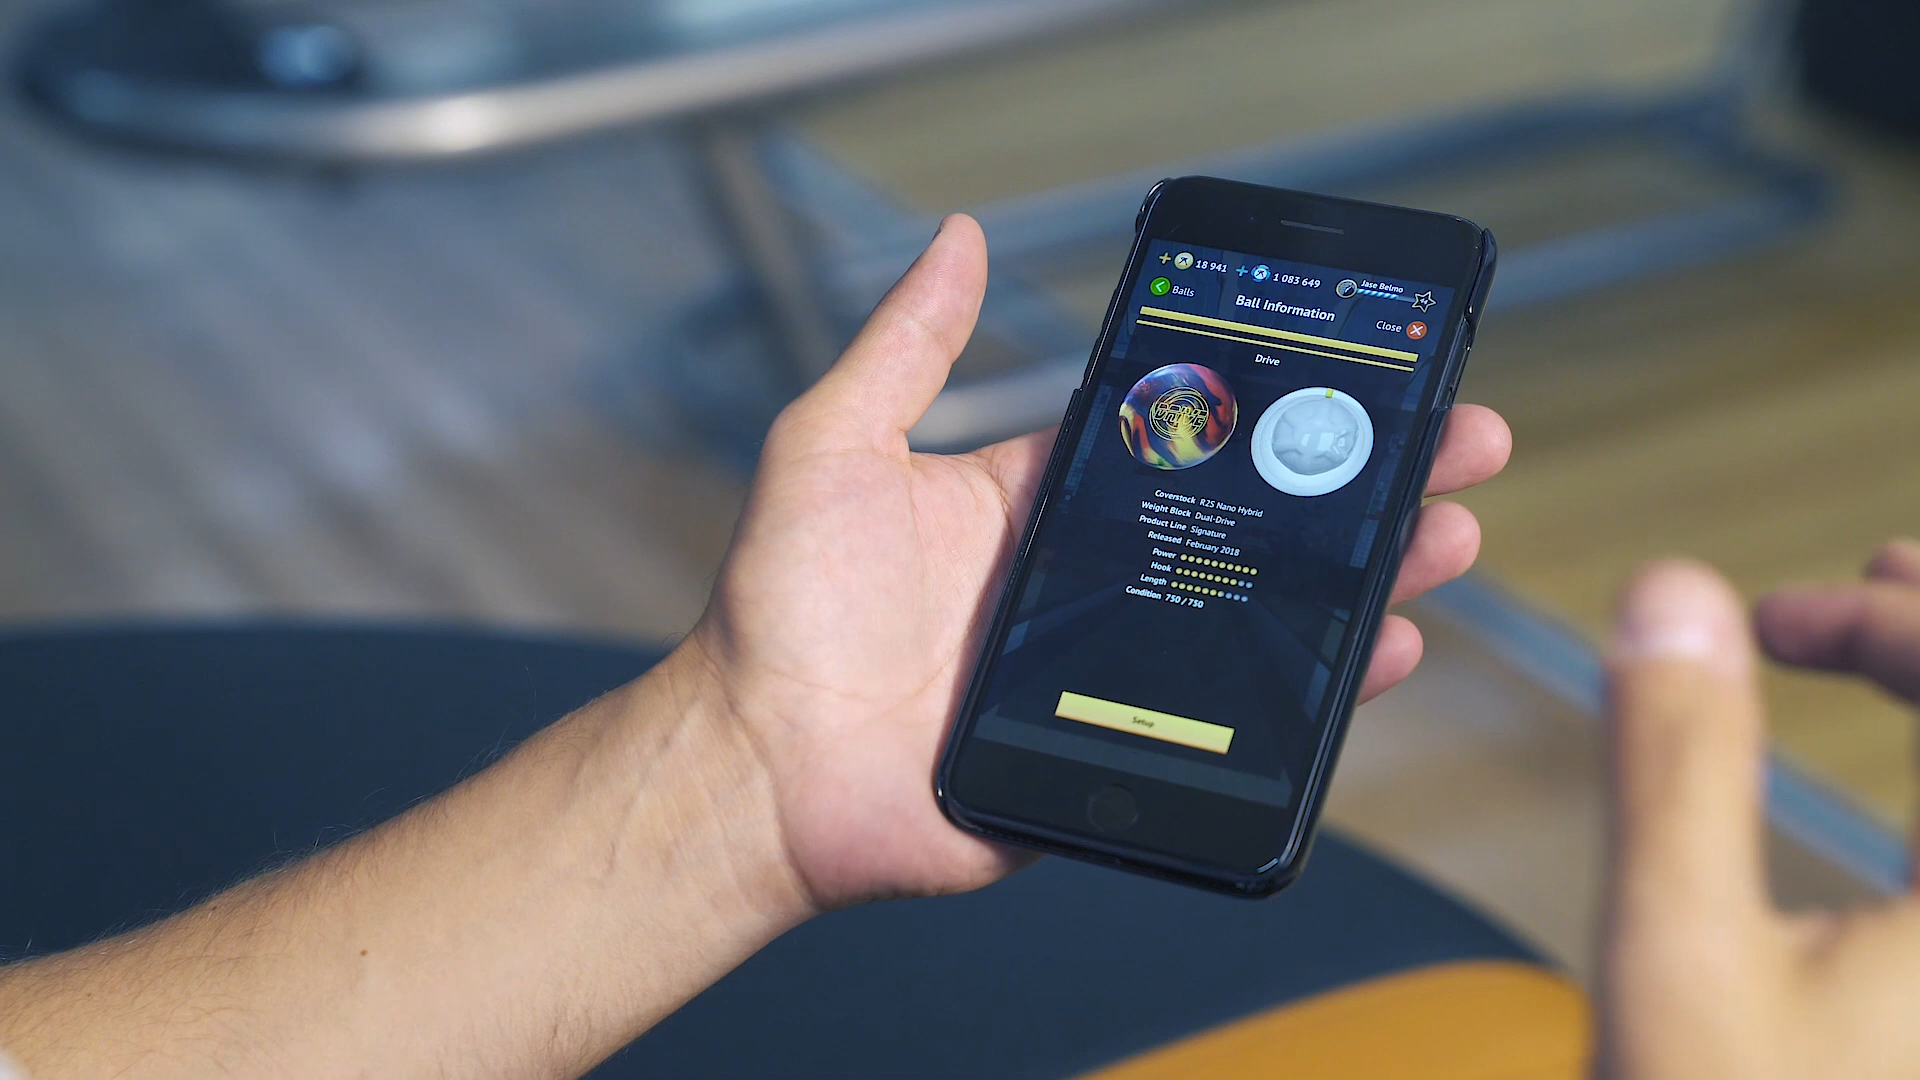 18 941
1 083 649
Jase Belmo
Balls
Ball Information
Close
Drive
DRIVE
Coverstock R2S Nano Hybrid
Weight Block Dual-Drive
Product Line Signature
Released February 2018
Power
Hook
Length
Condition 750 / 750
Setup